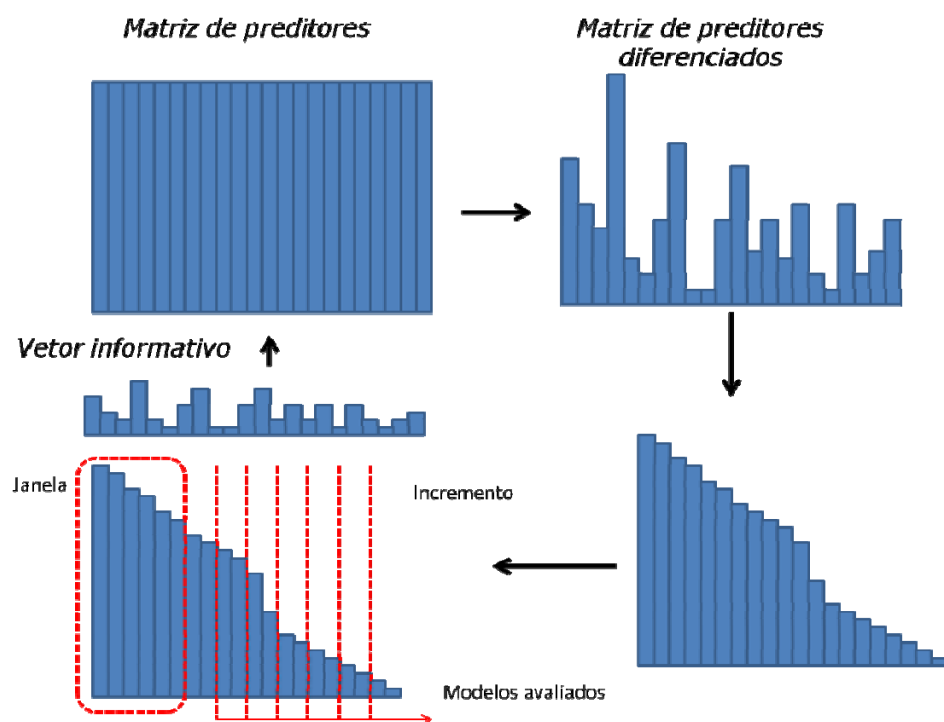 Matriz de preditores
Matriz de preditores
diferenciados
Vetor informativo
Janela
Incremento
Modelos avaliados